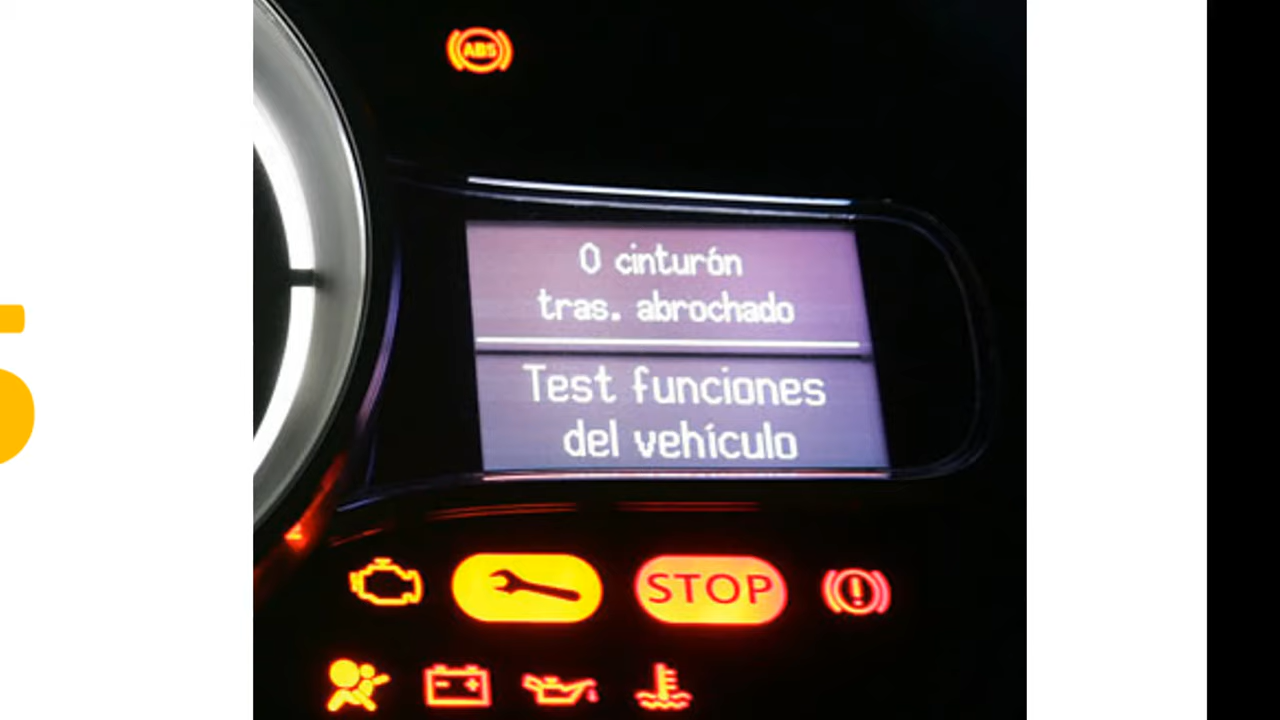 ABS
0 cinturón
tras. abrochado
Test funciones
del vehículo
STOP